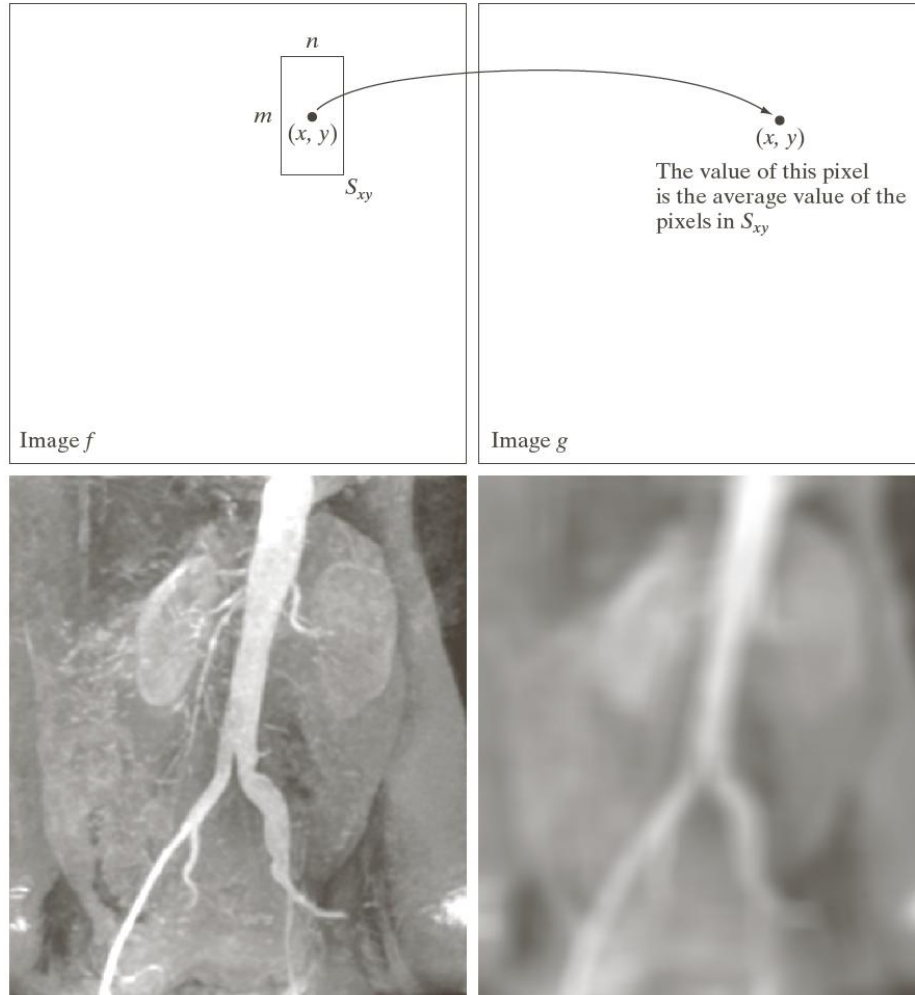 n
m
(x, y)
S_xy
Image f
(x, y)
The value of this pixel
is the average value of the
pixels in S_xy
Image g